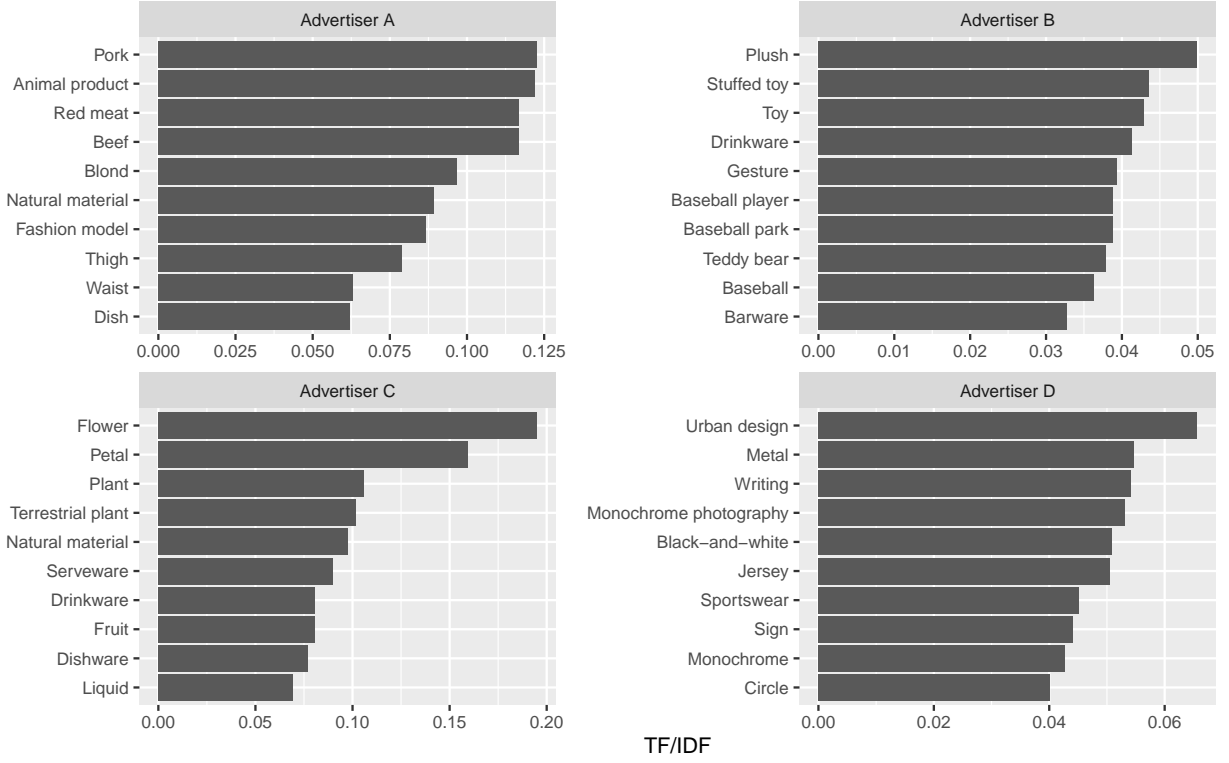 Advertiser A
Pork
Animal product
Red meat
Beef
Blond
Natural material
Fashion model
Thigh
Waist
Dish
0.000 0.025 0.050 0.075 0.100 0.125
Advertiser B
Plush
Stuffed toy
Toy
Drinkware
Gesture
Baseball player
Baseball park
Teddy bear
Baseball
Barware
0.00 0.01 0.02 0.03 0.04 0.05
Advertiser C
Flower
Petal
Plant
Terrestrial plant
Natural material
Serveware
Drinkware
Fruit
Dishware
Liquid
0.00 0.05 0.10 0.15 0.20
Advertiser D
Urban design
Metal
Writing
Monochrome photography
Black−and−white
Jersey
Sportswear
Sign
Monochrome
Circle
0.00 0.02 0.04 0.06
TF/IDF